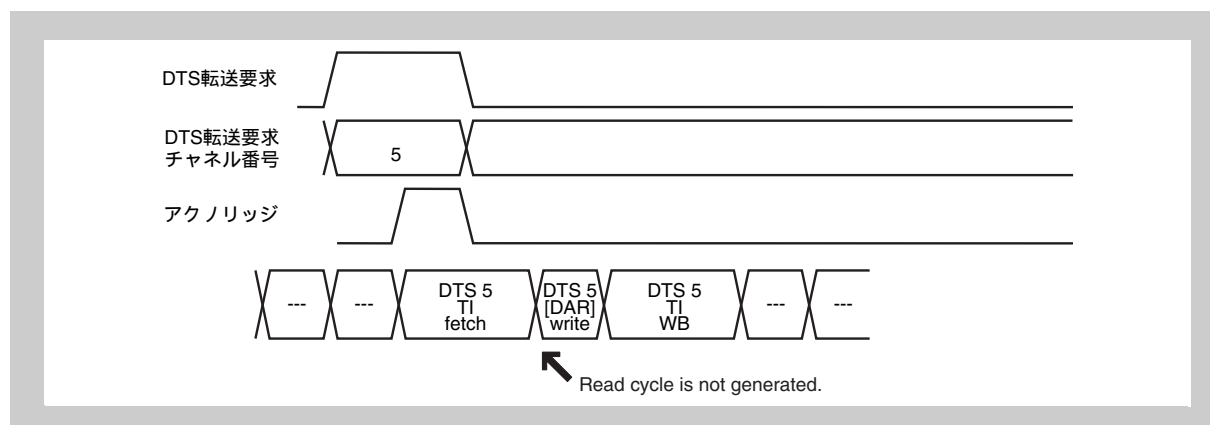 DTS転送要求
DTS転送要求
チャネル番号
5
アクノリッジ
---
---
DTS 5
TI
fetch
DTS 5
[DAR]
write
DTS 5
TI
WB
---
---
Read cycle is not generated.